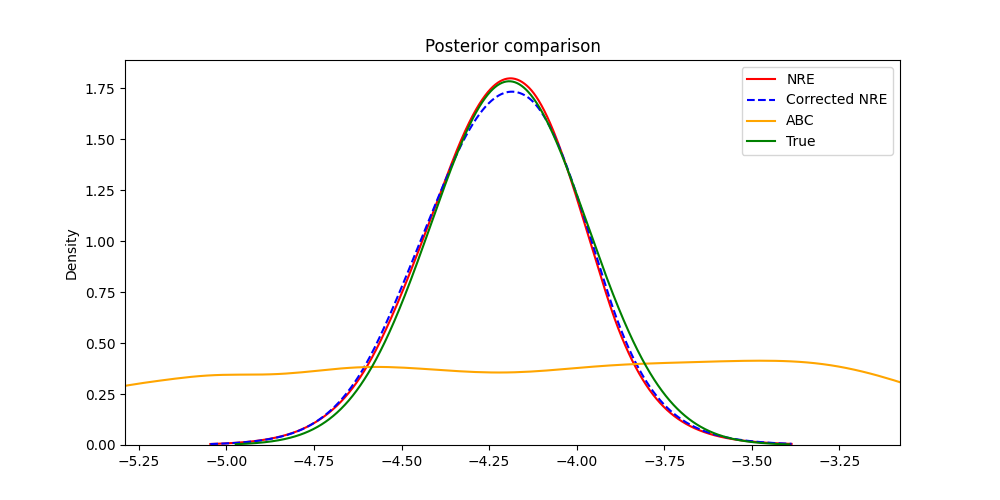 Posterior comparison
NRE
Corrected NRE
ABC
True
Density
1.75
1.50
1.25
1.00
0.75
0.50
0.25
0.00
−5.25 −5.00 −4.75 −4.50 −4.25 −4.00 −3.75 −3.50 −3.25